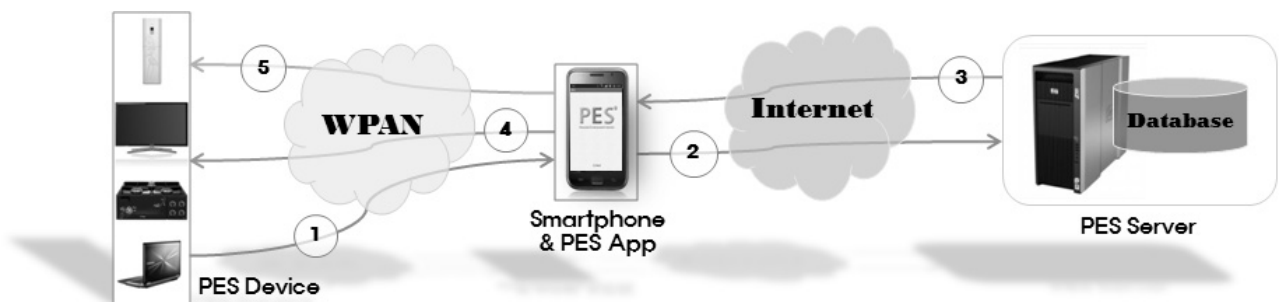 5
3
WPAN
4
PES
Internet
2
Database
1
Smartphone
& PES App
PES Server
PES Device